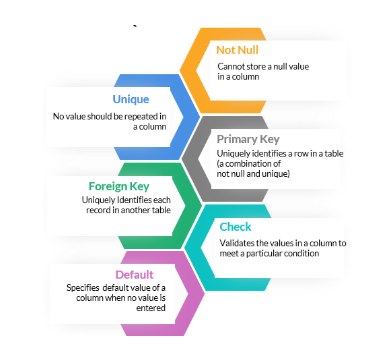 Not Null
Cannot store a null value
in a column
Unique
No value should be repeated in
a column
Primary Key
Uniquely identifies a row in a table
(a combination of
not null and unique)
Foreign Key
Uniquely Identifies each
record in another table
Check
Validates the values in a column to
meet a particular condition
Default
Specifies default value of a
column when no value is
entered